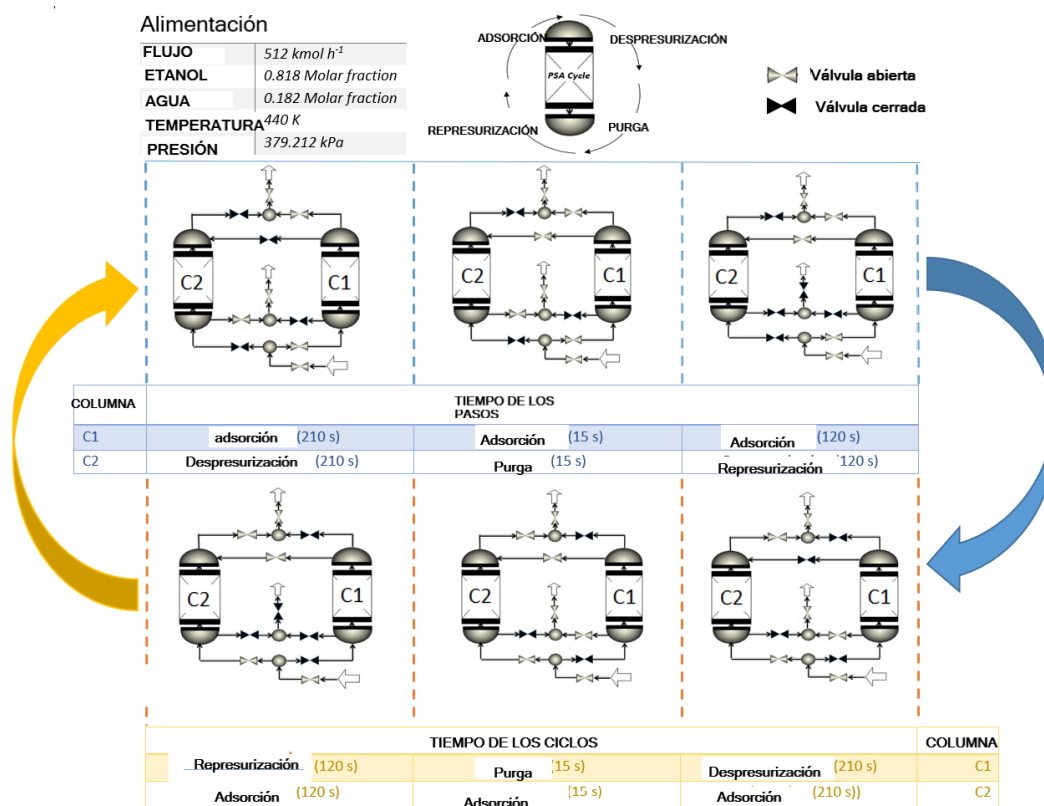 Alimentación
FLUJO 512 kmol h⁻¹
ETANOL 0.818 Molar fraction
AGUA 0.182 Molar fraction
TEMPERATURA 440 K
PRESIÓN 379.212 kPa
ADSORCIÓN
DESPRESURIZACIÓN
PSA Cycle
REPRESURIZACIÓN
PURGA
Válvula abierta
Válvula cerrada
C2 C1 C2 C1 C2 C1
COLUMNA TIEMPO DE LOS
PASOS
C1 adsorción (210 s) Adsorción (15 s) Adsorción (120 s)
C2 Despresurización (210 s) Purga (15 s) Represurización (120 s)
C2 C1 C2 C1 C2 C1
TIEMPO DE LOS CICLOS COLUMNA
Represurización (120 s) Purga (15 s) Despresurización (210 s) C1
Adsorción (120 s) Adsorción (15 s) Adsorción (210 s)) C2